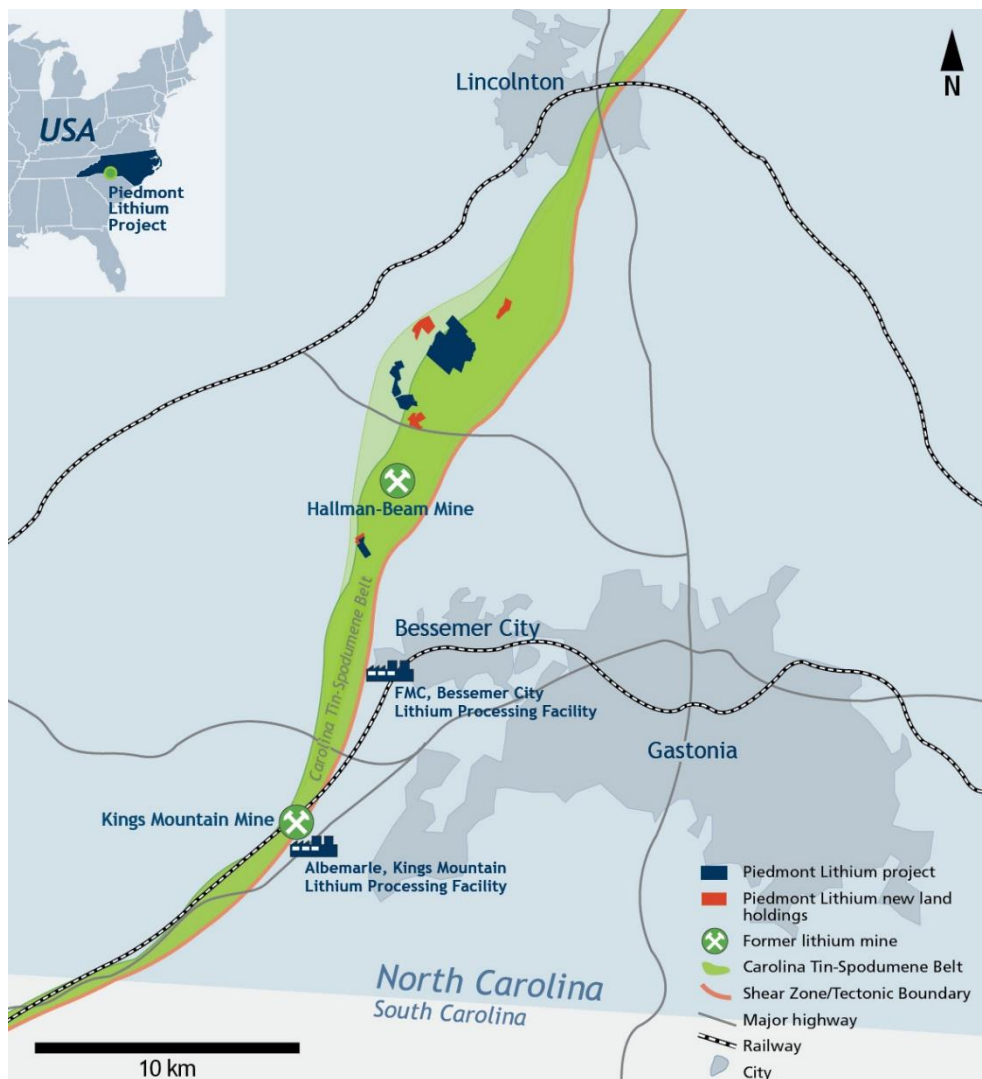 USA
Piedmont
Lithium
Project
N
Lincolnton
Hallman-Beam Mine
Carolina Tin-Spodumene Belt
Bessemer City
FMC, Bessemer City
Lithium Processing Facility
Gastonia
Kings Mountain Mine
Albemarle, Kings Mountain
Lithium Processing Facility
North Carolina
South Carolina
10 km
Piedmont Lithium project
Piedmont Lithium new land
holdings
Former lithium mine
Carolina Tin-Spodumene Belt
Shear Zone/Tectonic Boundary
Major highway
Railway
City